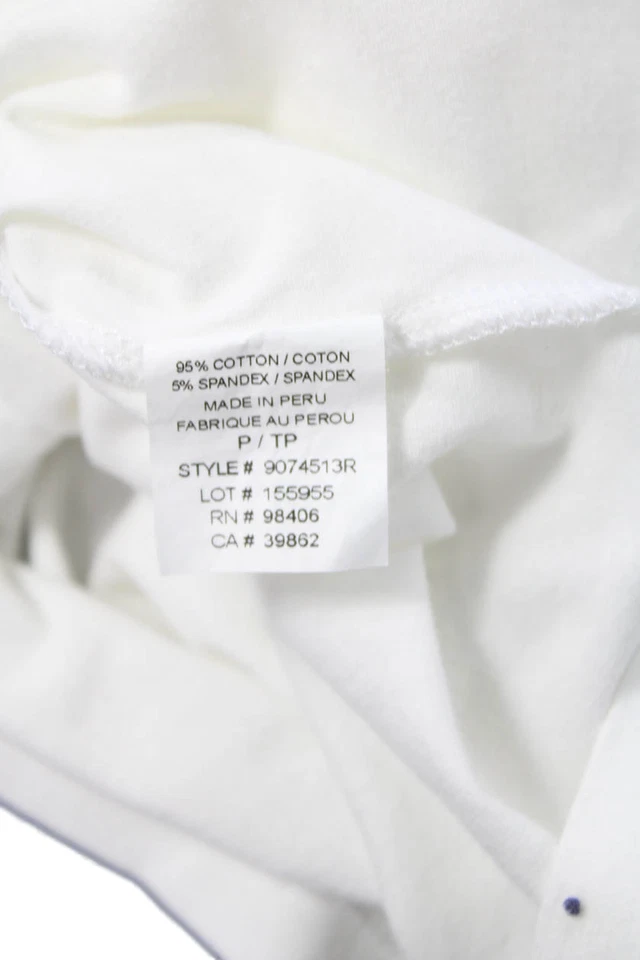 95% COTTON / COTON
5% SPANDEX / SPANDEX
MADE IN PERU
FABRIQUE AU PEROU
P / TP
STYLE # 9074513R
LOT # 155955
RN # 98406
CA # 39862